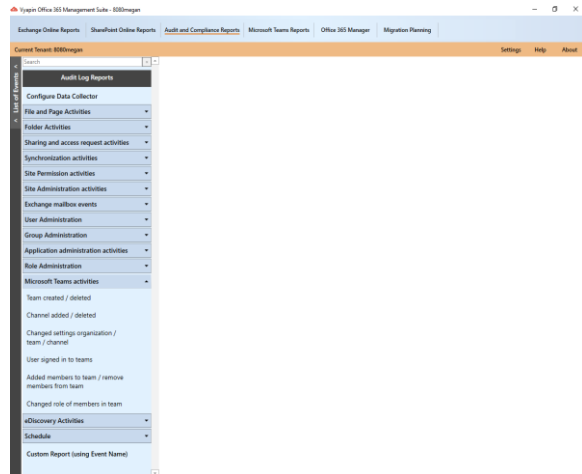 Vyapin Office 365 Management Suite - 8080megan
Exchange Online Reports SharePoint Online Reports Audit and Compliance Reports Microsoft Teams Reports Office 365 Manager Migration Planning
Current Tenant: 8080megan Settings Help About
< List of Events <
Search
Audit Log Reports
Configure Data Collector
File and Page Activities
Folder Activities
Sharing and access request activities
Synchronization activities
Site Permission activities
Site Administration activities
Exchange mailbox events
User Administration
Group Administration
Application administration activities
Role Administration
Microsoft Teams activities
Team created / deleted
Channel added / deleted
Changed settings organization /
team / channel
User signed in to teams
Added members to team / remove
members from team
Changed role of members in team
eDiscovery Activities
Schedule
Custom Report (using Event Name)